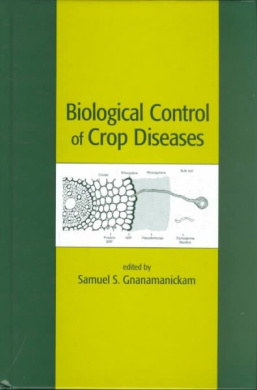 Biological Control
of Crop Diseases
edited by
Samuel S. Gnanamanickam